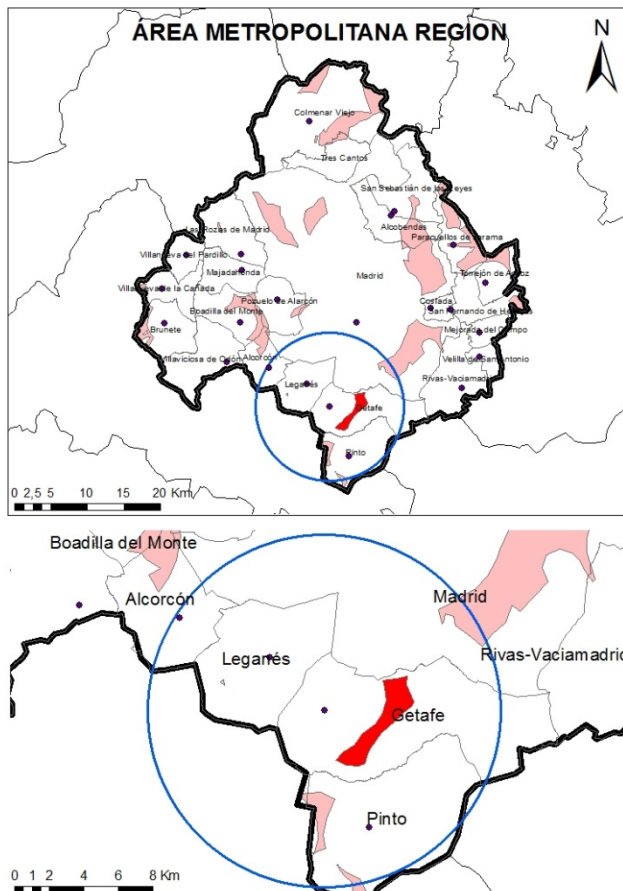 ÁREA METROPOLITANA REGION
N
Colmenar Viejo
Tres Cantos
San Sebastián de los Reyes
Alcobendas
Las Rozas de Madrid
Paracuellos de Jarama
Villanueva del Pardillo
Majadahonda
Madrid
Torrejón de Ardoz
Villanueva de la Cañada
Pozuelo de Alarcón
Coslada
Boadilla del Monte
San Fernando de Henares
Brunete
Mejorada del Campo
Villaviciosa de Odón
Alcorcón
Velilla de San Antonio
Leganés
Rivas-Vaciamadrid
Getafe
Pinto
0 2,5 5 10 15 20 Km
Boadilla del Monte
Alcorcón
Madrid
Leganés
Rivas-Vaciamadrid
Getafe
Pinto
0 1 2 4 6 8 Km